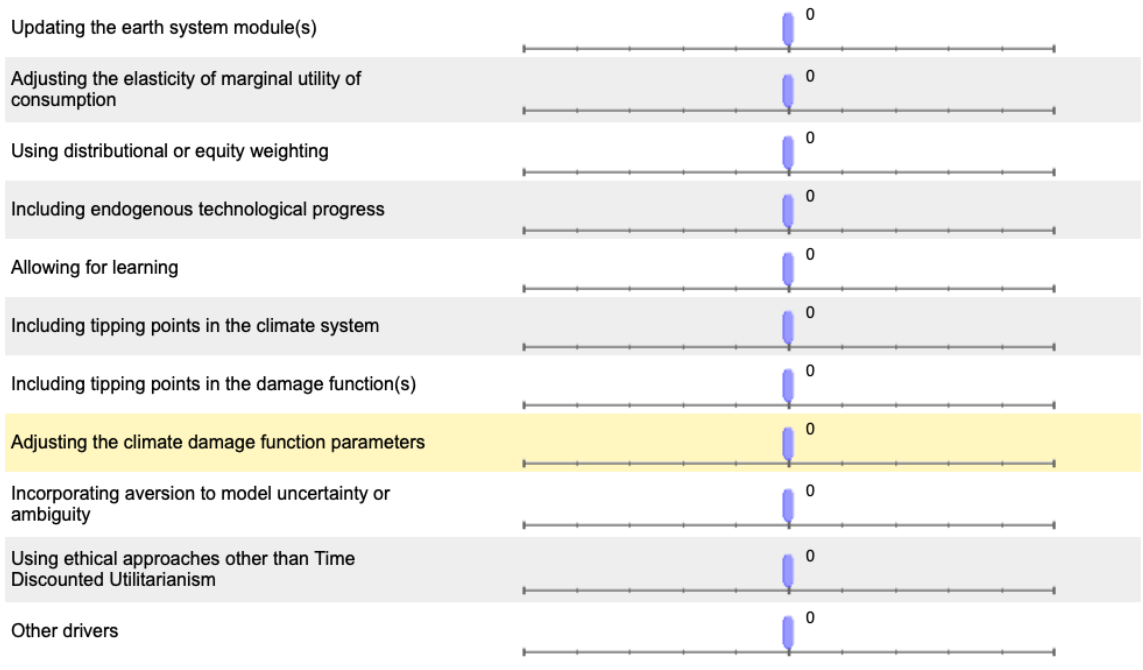 Updating the earth system module(s)
0
Adjusting the elasticity of marginal utility of
consumption
0
Using distributional or equity weighting
0
Including endogenous technological progress
0
Allowing for learning
0
Including tipping points in the climate system
0
Including tipping points in the damage function(s)
0
Adjusting the climate damage function parameters
0
Incorporating aversion to model uncertainty or
ambiguity
0
Using ethical approaches other than Time
Discounted Utilitarianism
0
Other drivers
0